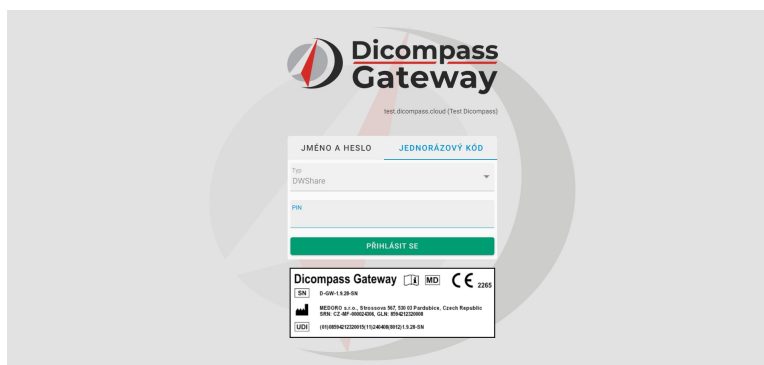 Dicompass
Gateway
test.dicompass.cloud (Test Dicompass)
JMÉNO A HESLO JEDNORÁZOVÝ KÓD
Typ
DWShare
PIN
PŘIHLÁSIT SE
Dicompass Gateway MD CE 2265
SN D-GW-1.9.28-SN
MEDORO s.r.o., Strossova 567, 530 03 Pardubice, Czech Republic
SRN: CZ-MF-000024306, GLN: 8594212320008
UDI (01)08594212320015(11)240408(8012)1.9.28-SN